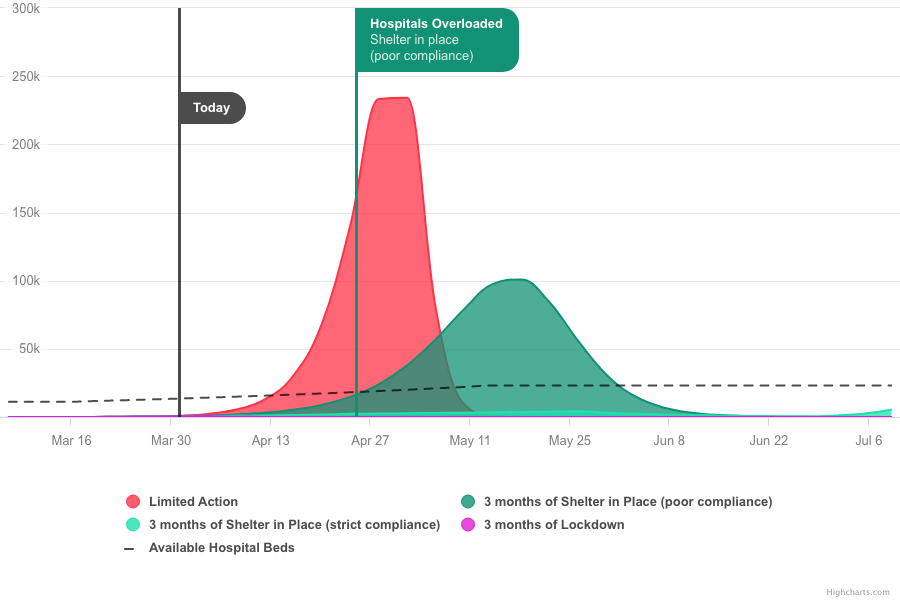 300k
Hospitals Overloaded
Shelter in place
(poor compliance)
250k
Today
200k
150k
100k
50k
Mar 16 Mar 30 Apr 13 Apr 27 May 11 May 25 Jun 8 Jun 22 Jul 6
Limited Action 3 months of Shelter in Place (poor compliance)
3 months of Shelter in Place (strict compliance) 3 months of Lockdown
Available Hospital Beds
Highcharts.com